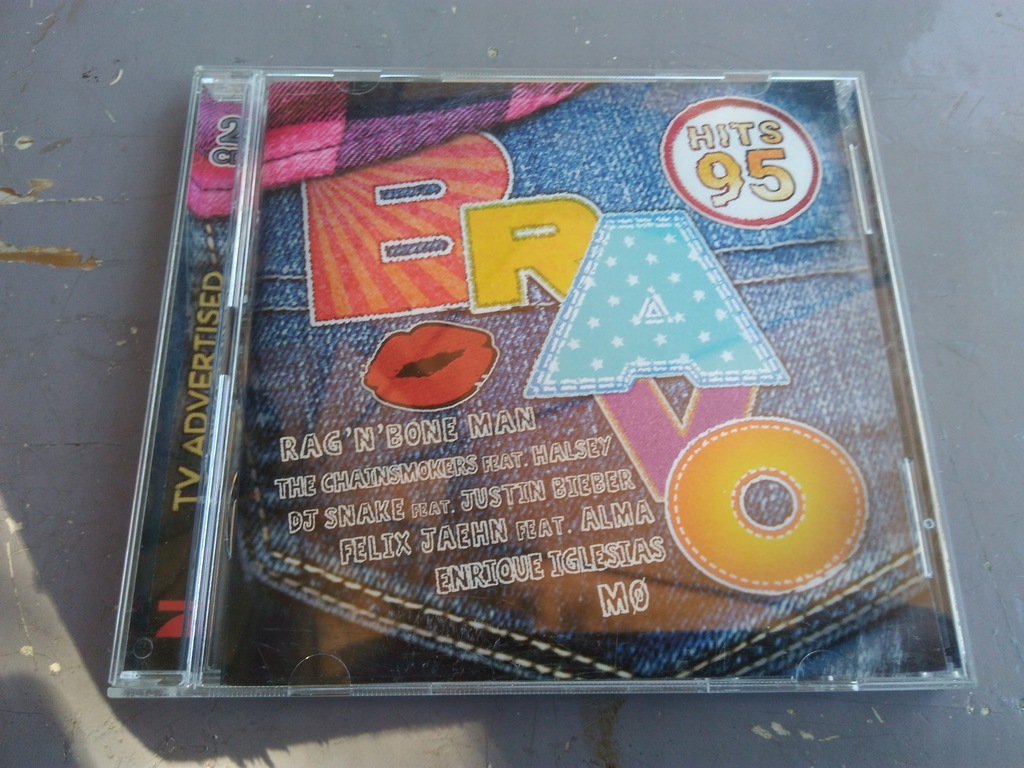 HITS
95
BRAVO
RAG'N'BONE MAN
THE CHAINSMOKERS FEAT. HALSEY
DJ SNAKE FEAT. JUSTIN BIEBER
FELIX JAEHN FEAT. ALMA
ENRIQUE IGLESIAS
MØ
TV ADVERTISED